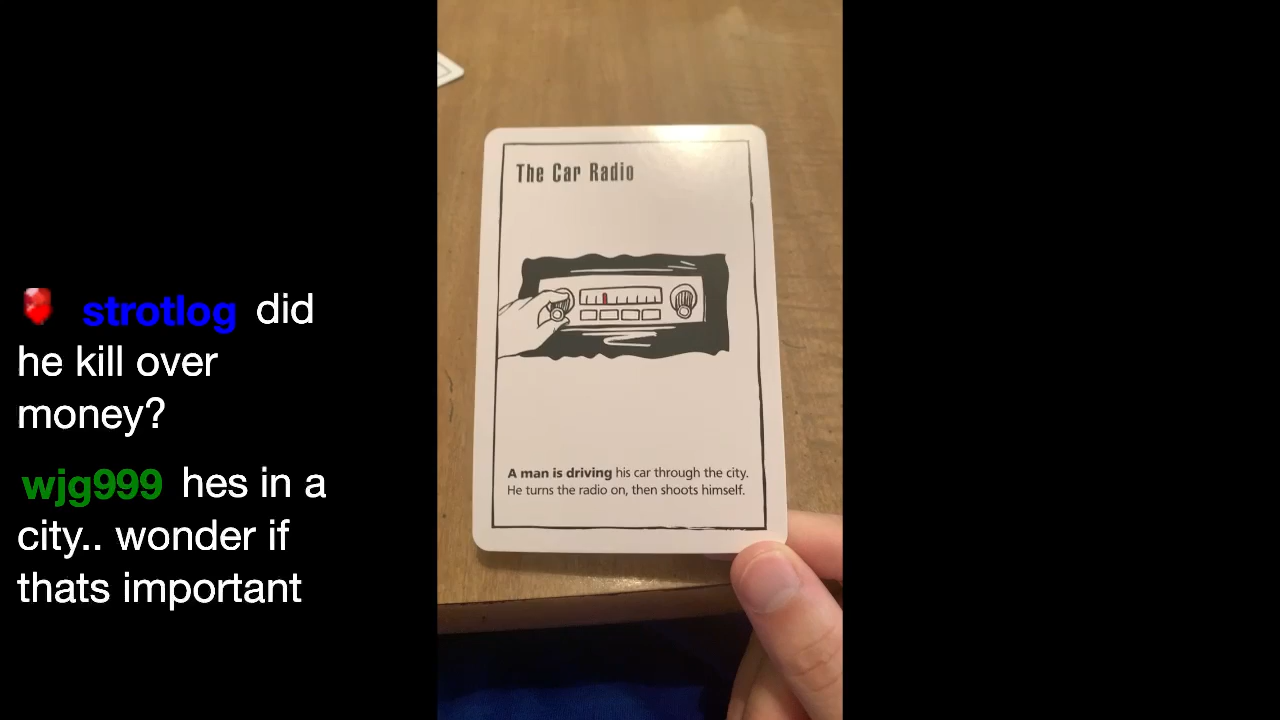 strotlog did
he kill over
money?
wjg999 hes in a
city.. wonder if
thats important
The Car Radio
A man is driving his car through the city.
He turns the radio on, then shoots himself.